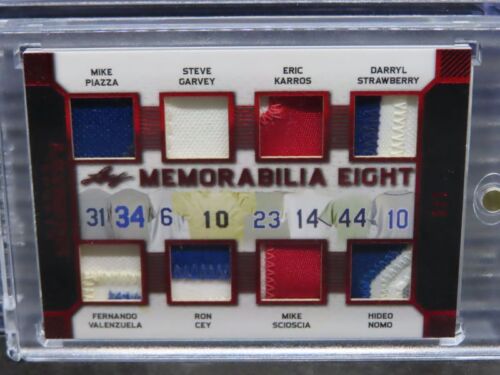 MIKE PIAZZA
STEVE GARVEY
ERIC KARROS
DARRYL STRAWBERRY
Leaf MEMORABILIA EIGHT
31 34 6 10 23 14 44 10
FERNANDO VALENZUELA
RON CEY
MIKE SCIOSCIA
HIDEO NOMO